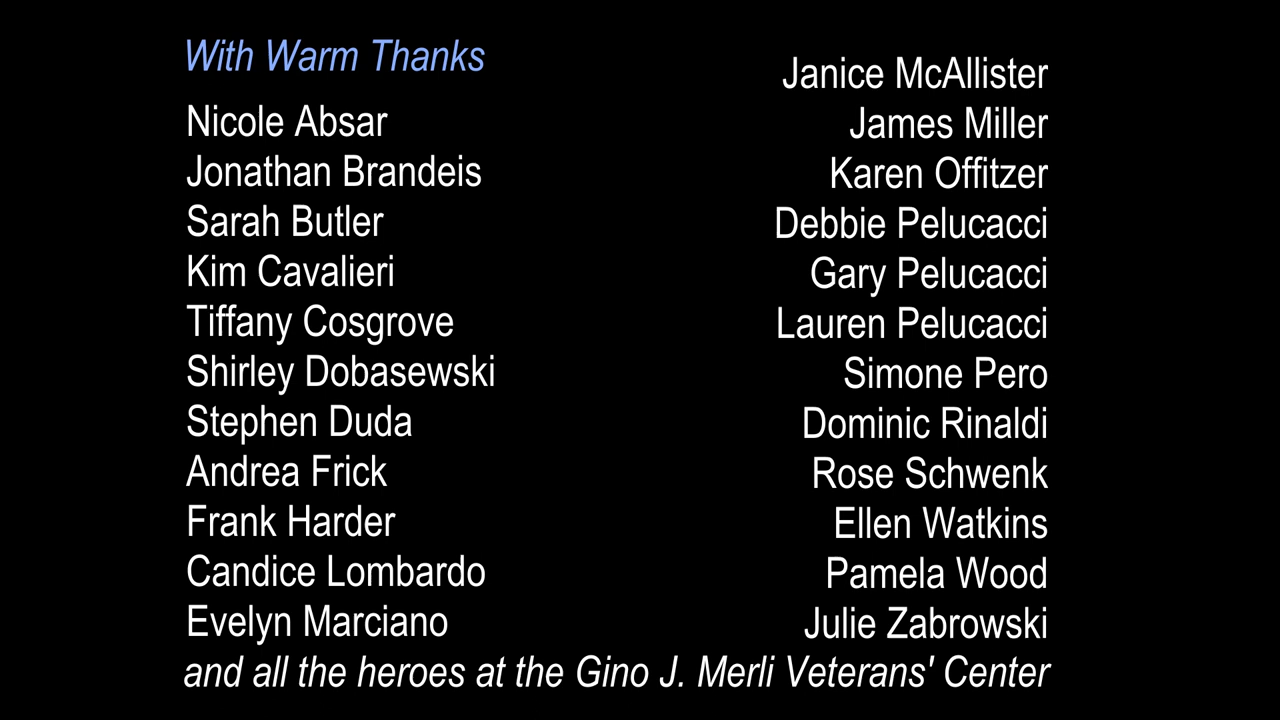 With Warm Thanks
Nicole Absar
Jonathan Brandeis
Sarah Butler
Kim Cavalieri
Tiffany Cosgrove
Shirley Dobasewski
Stephen Duda
Andrea Frick
Frank Harder
Candice Lombardo
Evelyn Marciano
Janice McAllister
James Miller
Karen Offitzer
Debbie Pelucacci
Gary Pelucacci
Lauren Pelucacci
Simone Pero
Dominic Rinaldi
Rose Schwenk
Ellen Watkins
Pamela Wood
Julie Zabrowski
and all the heroes at the Gino J. Merli Veterans' Center